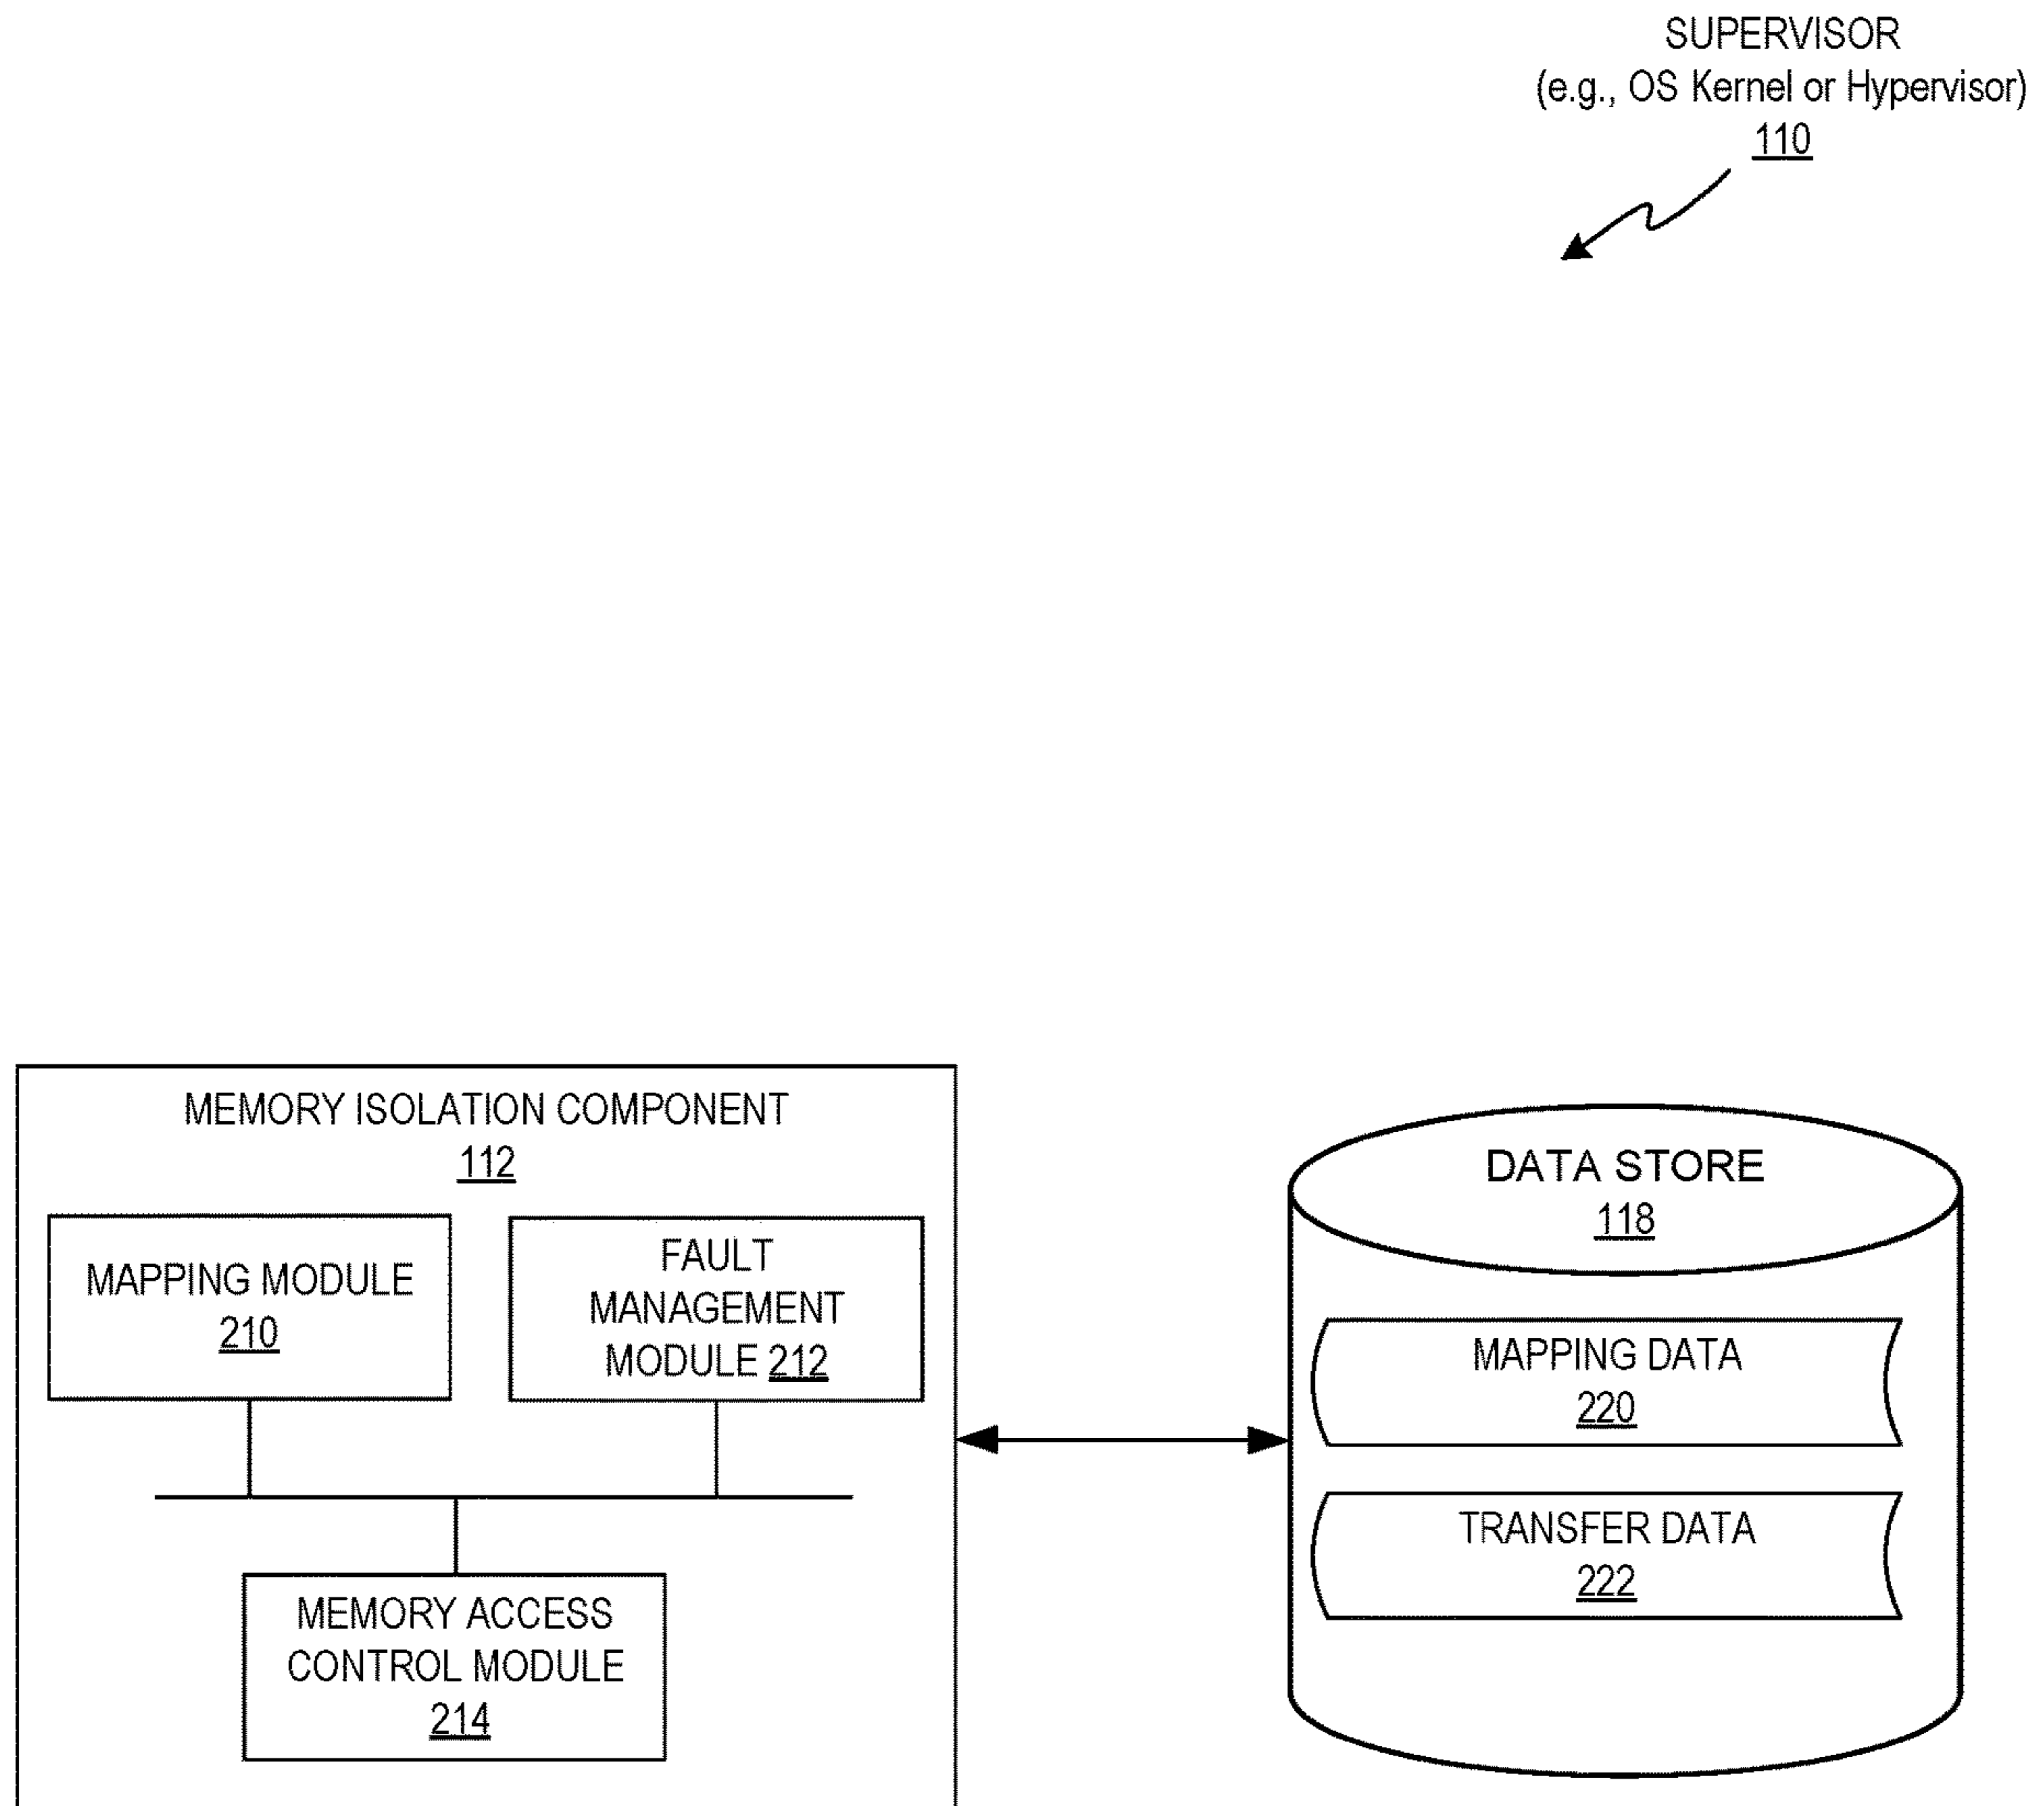 SUPERVISOR
(e.g., OS Kernel or Hypervisor)
110
MEMORY ISOLATION COMPONENT
112
MAPPING MODULE
210
FAULT
MANAGEMENT
MODULE 212
MEMORY ACCESS
CONTROL MODULE
214
DATA STORE
118
MAPPING DATA
220
TRANSFER DATA
222